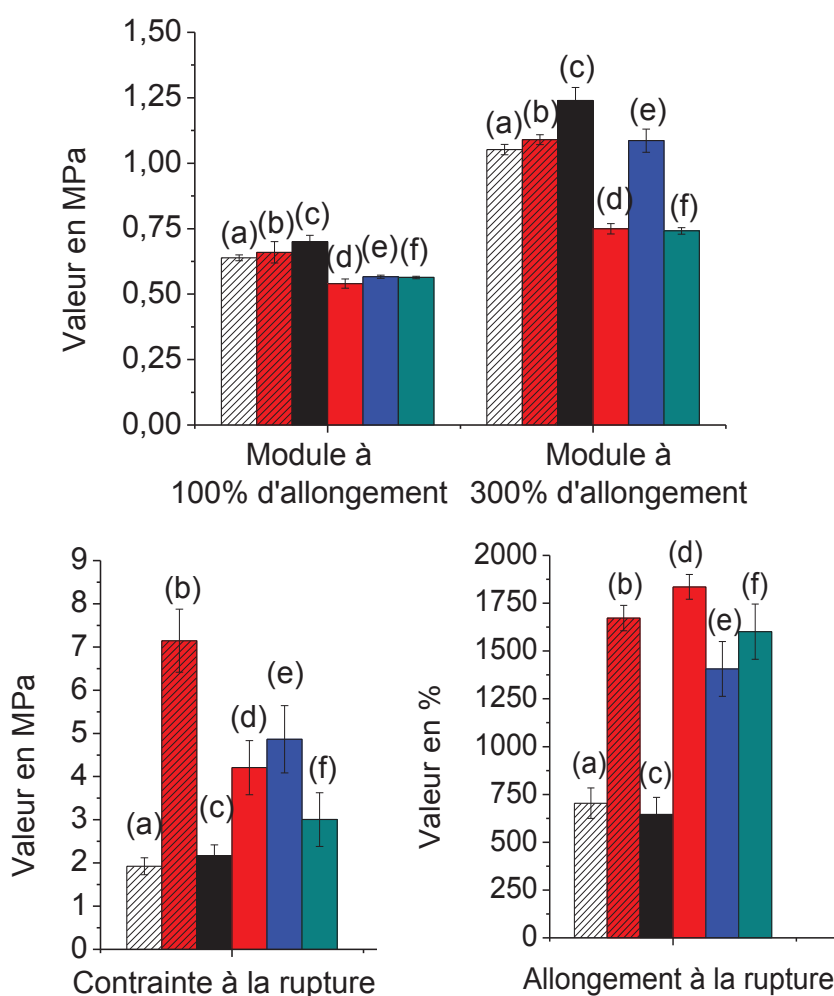 1,50
1,25
1,00
0,75
0,50
0,25
0,00
Valeur en MPa
(a) (b) (c) (d) (e) (f)
(a) (b) (c) (d) (e) (f)
Module à
100% d'allongement
Module à
300% d'allongement
9
8
7
6
5
4
3
2
1
0
Valeur en MPa
(a) (b) (c) (d) (e) (f)
Contrainte à la rupture
2000
1750
1500
1250
1000
750
500
250
0
Valeur en %
(a) (b) (c) (d) (e) (f)
Allongement à la rupture